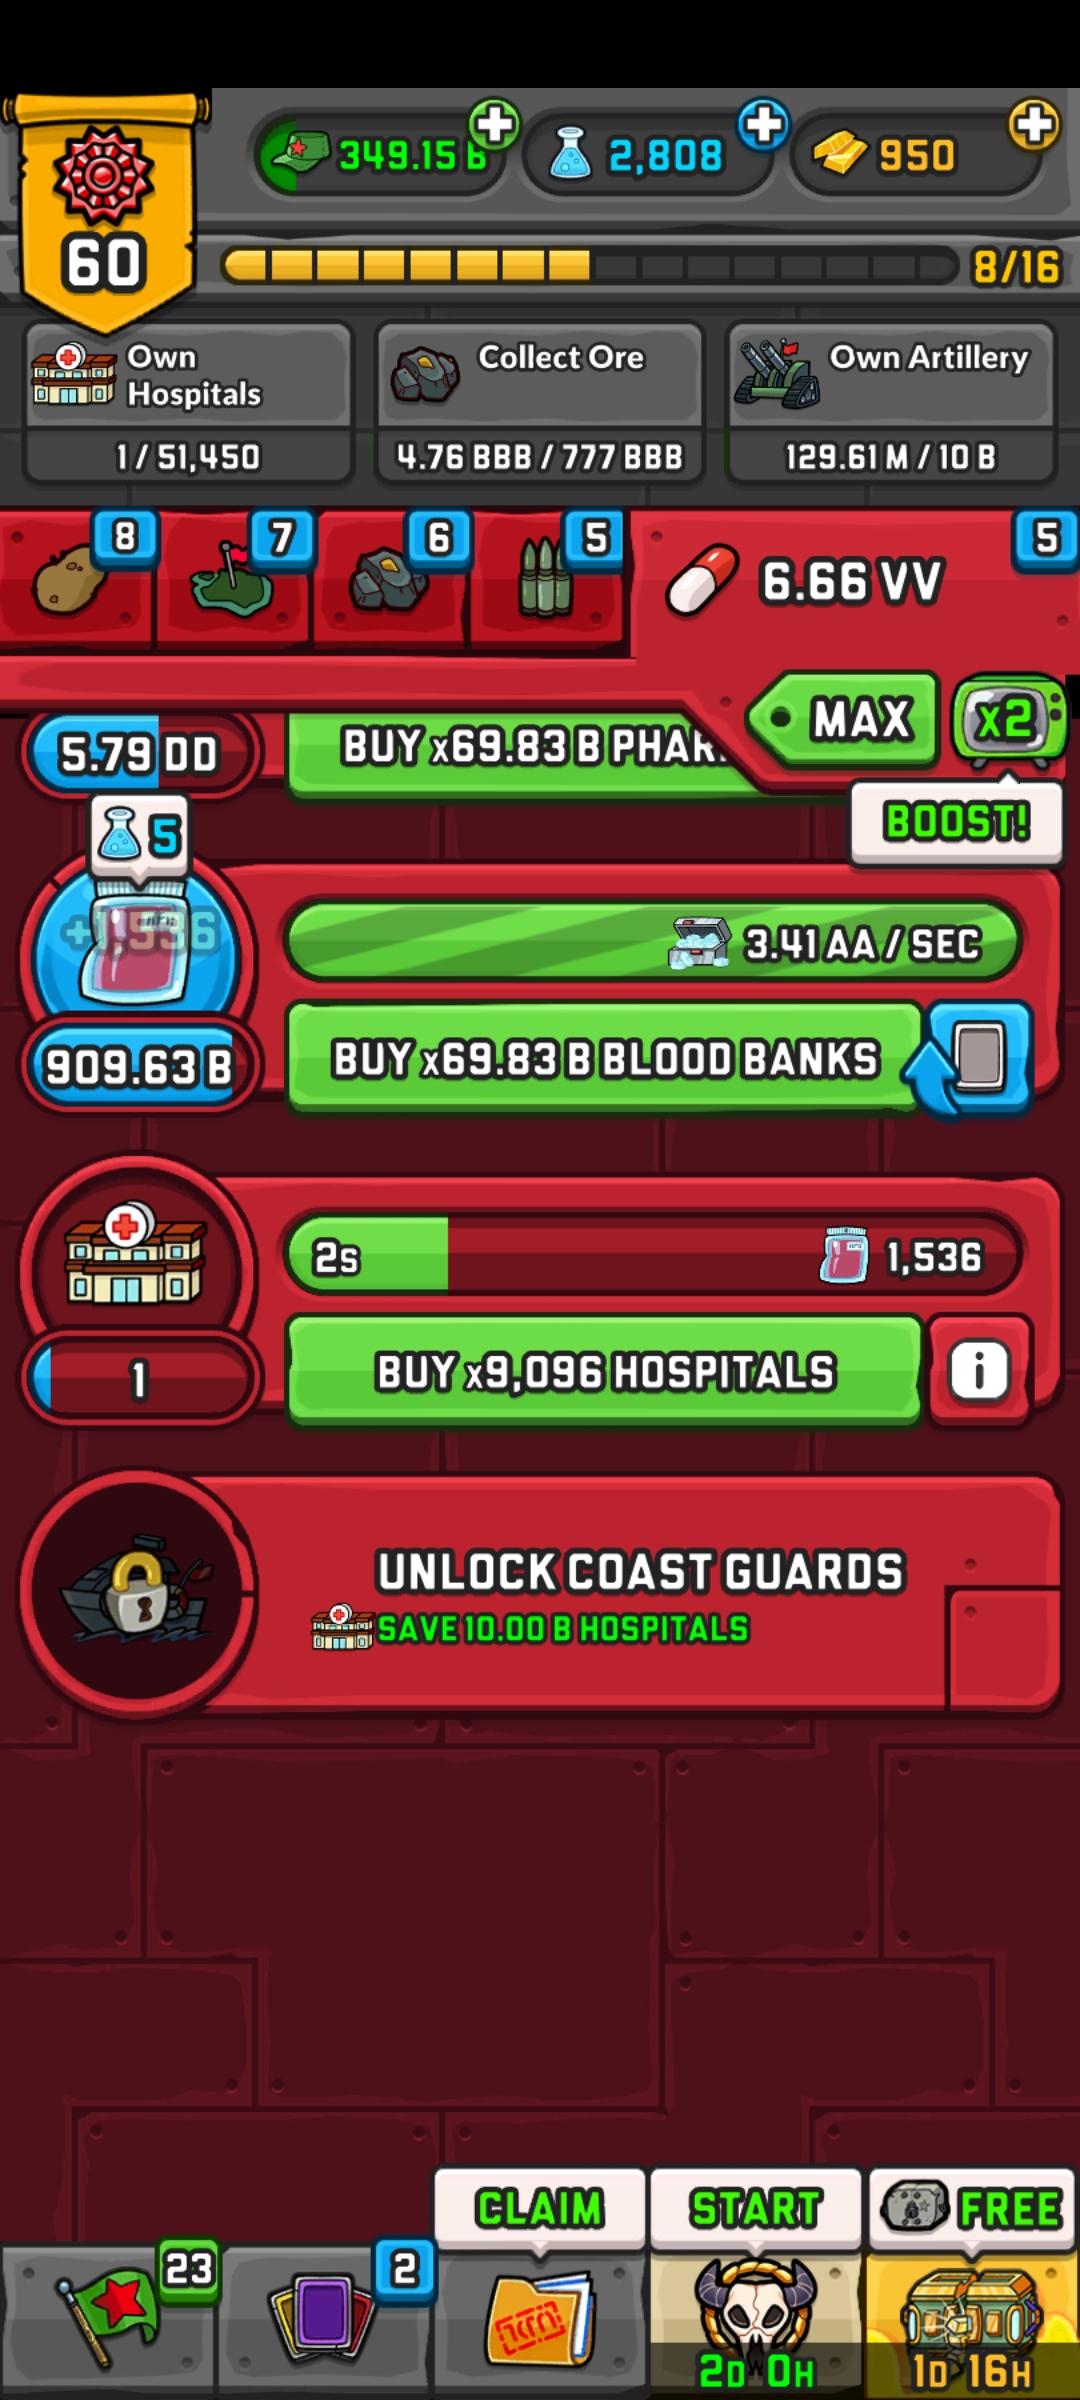 60
349.15 B
2,808
950
8/16
Own
Hospitals
1 / 51,450
Collect Ore
4.76 BBB / 777 BBB
Own Artillery
129.61 M / 10 B
8
7
6
5
6.66 VV
5
MAX
x2
5.79 DD
BUY x69.83 B PHAR
BOOST!
5
+1,536
3.41 AA / SEC
909.63 B
BUY x69.83 B BLOOD BANKS
2s
1,536
1
BUY x9,096 HOSPITALS
i
UNLOCK COAST GUARDS
SAVE 10.00 B HOSPITALS
CLAIM
START
FREE
23
2
2D 0H
1D 16H